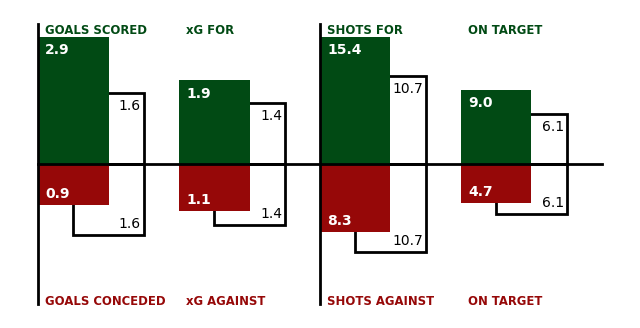 GOALS SCORED xG FOR SHOTS FOR ON TARGET
2.9 1.6 1.9 1.4 15.4 10.7 9.0 6.1
0.9 1.6 1.1 1.4 8.3 10.7 4.7 6.1
GOALS CONCEDED xG AGAINST SHOTS AGAINST ON TARGET